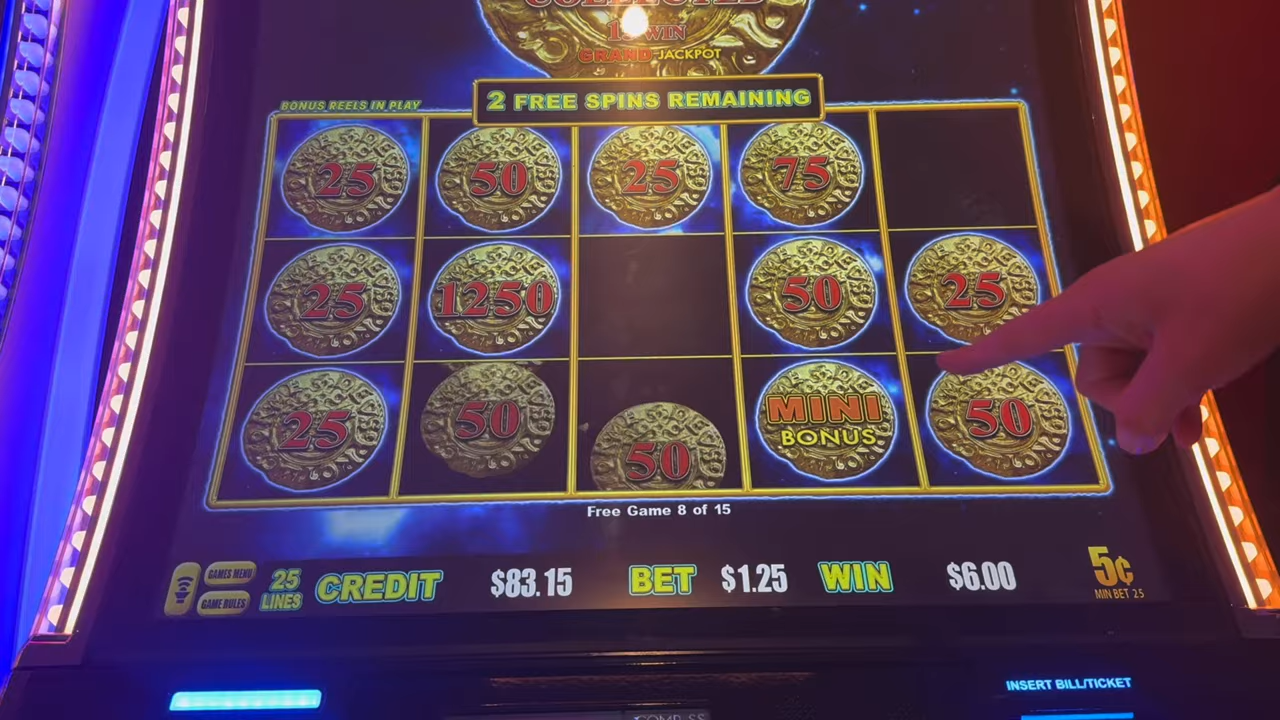 COLLECTED
WIN
GRAND JACKPOT
2 FREE SPINS REMAINING
BONUS REELS IN PLAY
25 50 25 75
25 1250 50 25
25 50 50 MINI BONUS 50
Free Game 8 of 15
GAMES MENU
GAME RULES
25 LINES
CREDIT $83.15 BET $1.25 WIN $6.00
5¢
MIN BET 25
INSERT BILL/TICKET